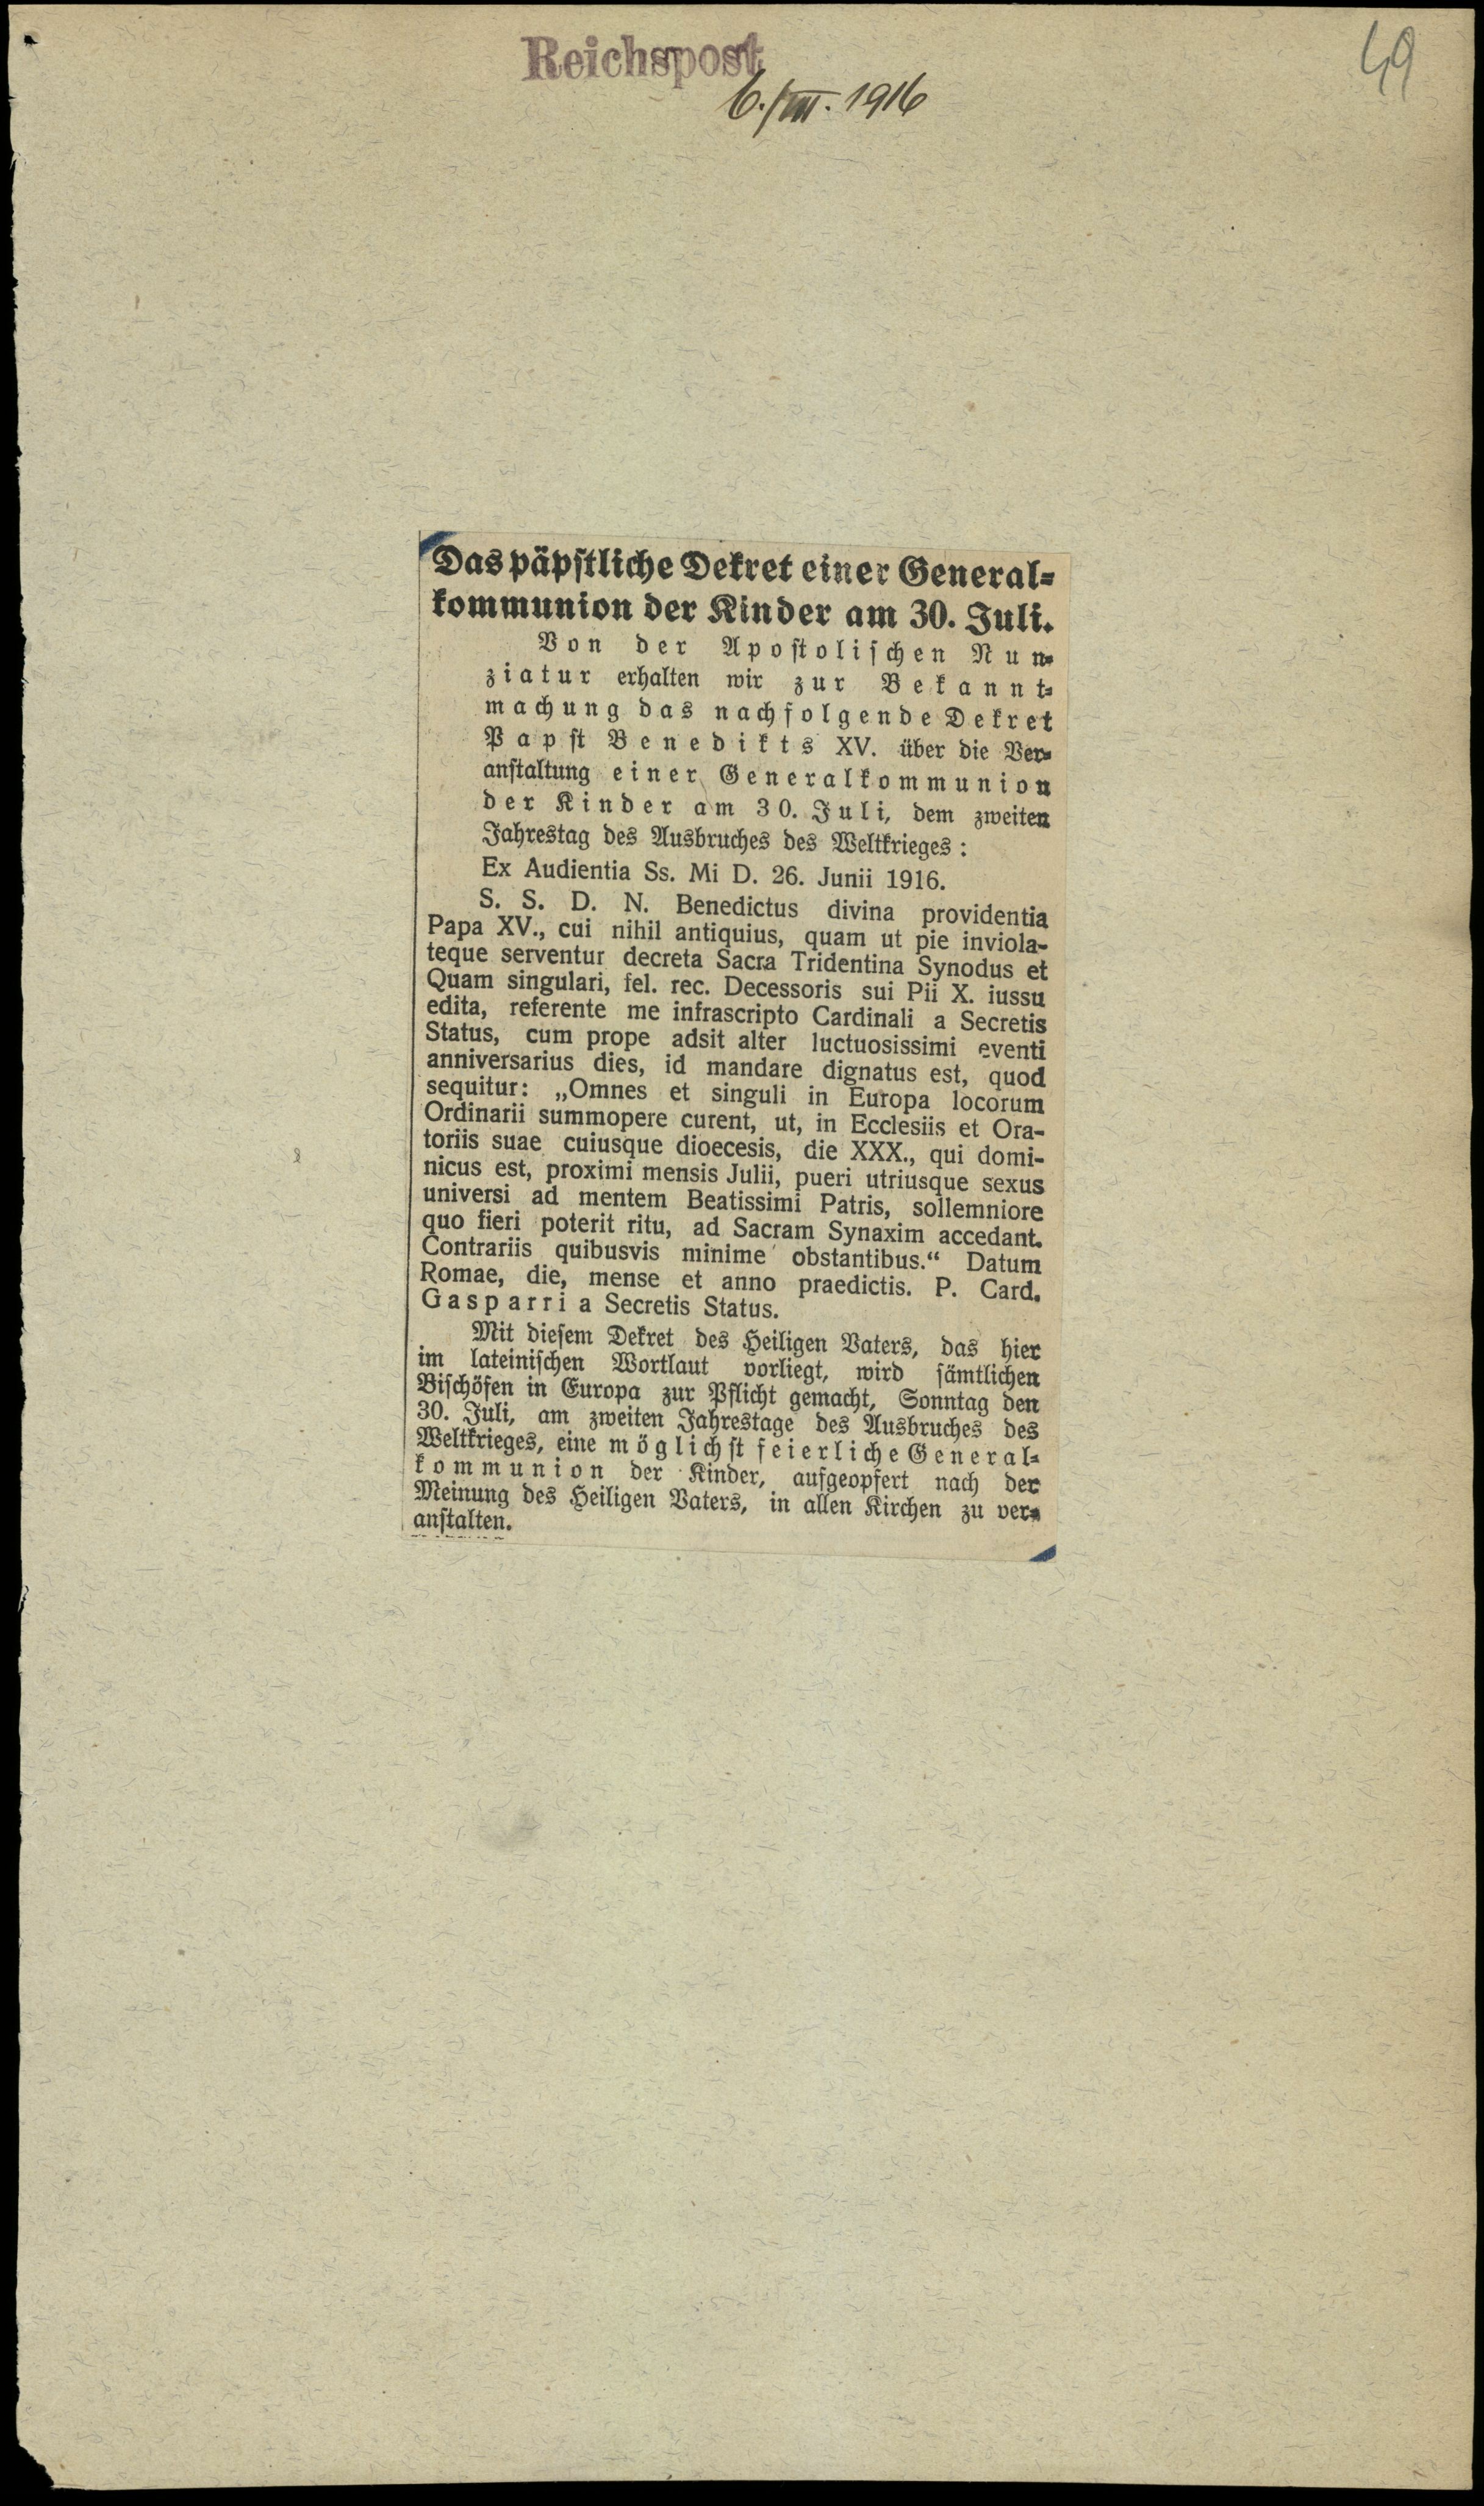 Reichspost
49
6./VII. 1916
Das päpstliche Dekret einer General-
kommunion der Kinder am 30. Juli.
Von der Apostolischen Nun-
ziatur erhalten wir zur Bekannt-
machung das nachfolgende Dekret
Papst Benedikts XV. über die Ver-
anstaltung einer Generalkommunion
der Kinder am 30. Juli, dem zweiten
Jahrestag des Ausbruches des Weltkrieges:
Ex Audientia Ss. Mi D. 26. Junii 1916.
S. S. D. N. Benedictus divina providentia
Papa XV., cui nihil antiquius, quam ut pie inviola-
teque serventur decreta Sacra Tridentina Synodus et
Quam singulari, fel. rec. Decessoris sui Pii X. iussu
edita, referente me infrascripto Cardinali a Secretis
Status, cum prope adsit alter luctuosissimi eventi
anniversarius dies, id mandare dignatus est, quod
sequitur: „Omnes et singuli in Europa locorum
Ordinarii summopere curent, ut, in Ecclesiis et Ora-
toriis suae cuiusque dioecesis, die XXX., qui domi-
nicus est, proximi mensis Julii, pueri utriusque sexus
universi ad mentem Beatissimi Patris, sollemniore
quo fieri poterit ritu, ad Sacram Synaxim accedant.
Contrariis quibusvis minime obstantibus.“ Datum
Romae, die, mense et anno praedictis. P. Card.
Gasparri a Secretis Status.
Mit diesem Dekret des Heiligen Vaters, das hier
im lateinischen Wortlaut vorliegt, wird sämtlichen
Bischöfen in Europa zur Pflicht gemacht, Sonntag den
30. Juli, am zweiten Jahrestage des Ausbruches des
Weltkrieges, eine möglichst feierliche General-
kommunion der Kinder, aufgeopfert nach der
Meinung des Heiligen Vaters, in allen Kirchen zu ver-
anstalten.